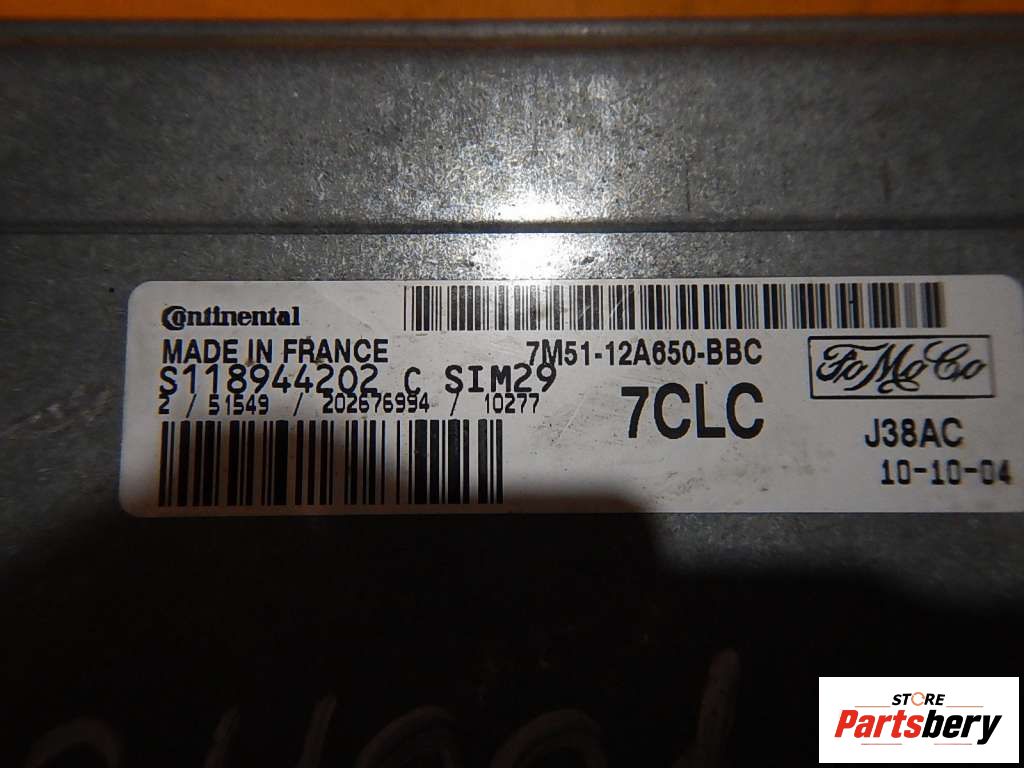 Continental
MADE IN FRANCE
7M51-12A650-BBC
FoMoCo
S118944202 C SIM29
2 / 51549 / 202676994 / 10277
7CLC
J38AC
10-10-04
STORE
Partsbery